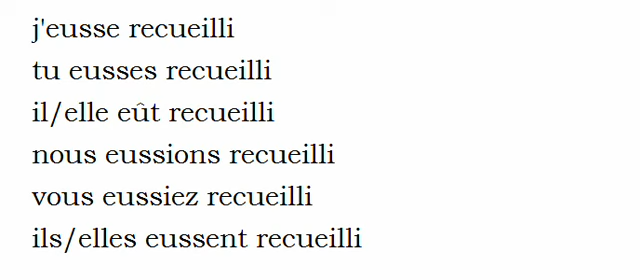 j'eusse recueilli
tu eusses recueilli
il/elle eût recueilli
nous eussions recueilli
vous eussiez recueilli
ils/elles eussent recueilli